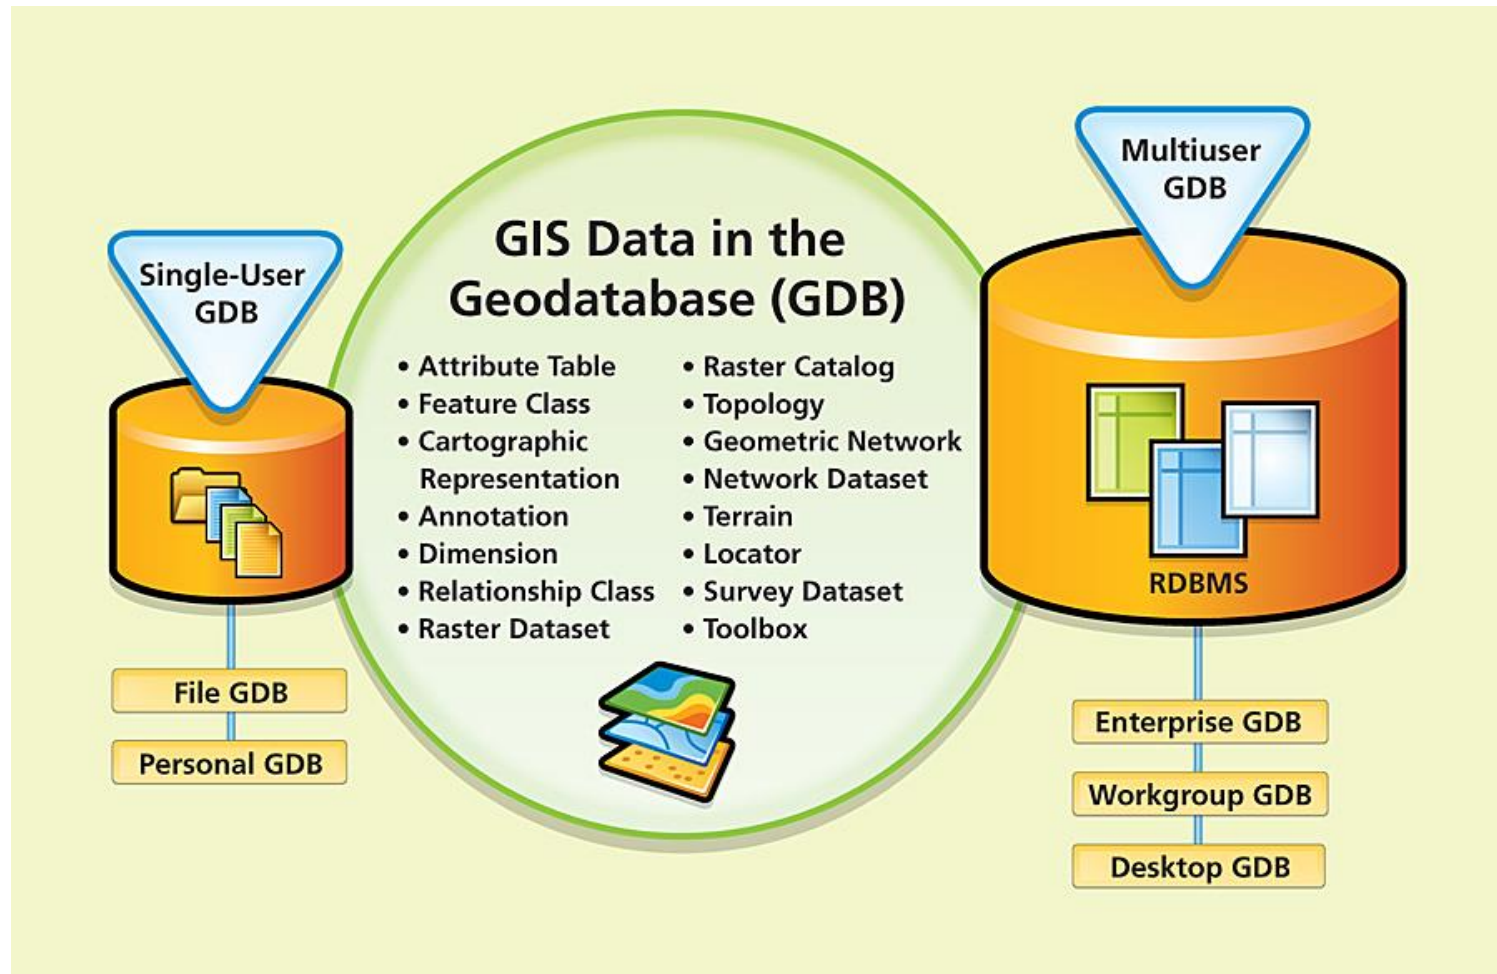 GIS Data in the
Geodatabase (GDB)
• Attribute Table
• Feature Class
• Cartographic
Representation
• Annotation
• Dimension
• Relationship Class
• Raster Dataset
• Raster Catalog
• Topology
• Geometric Network
• Network Dataset
• Terrain
• Locator
• Survey Dataset
• Toolbox
Single-User
GDB
File GDB
Personal GDB
Multiuser
GDB
RDBMS
Enterprise GDB
Workgroup GDB
Desktop GDB